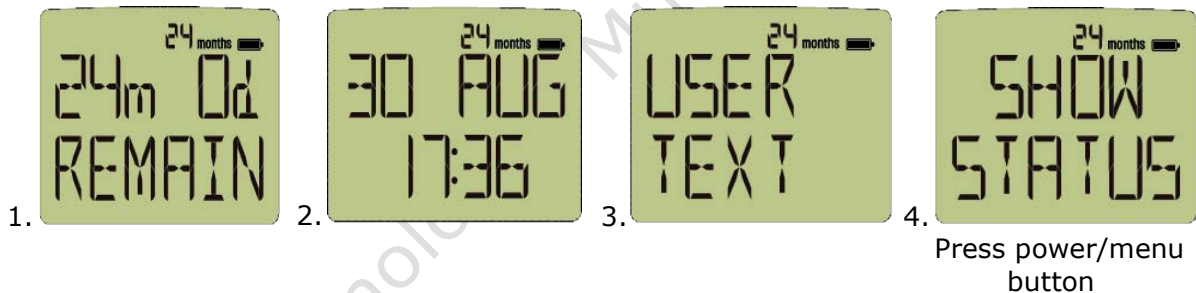 24 months
24m 0d
REMAIN
1.
24 months
30 AUG
17:36
2.
24 months
USER
TEXT
3.
24 months
SHOW
STATUS
4.
Press power/menu
button